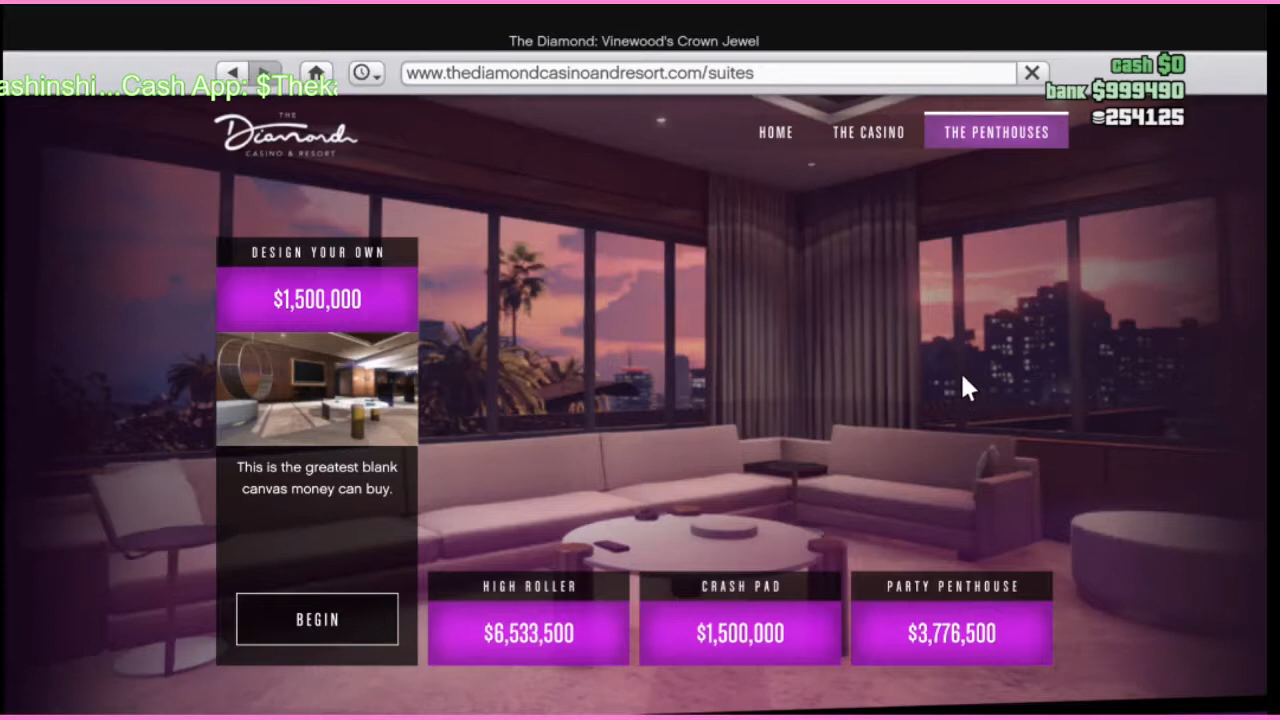 The Diamond: Vinewood's Crown Jewel
www.thediamondcasinoandresort.com/suites
cash $0
ashinshi...Cash App: $Theka
bank $999490
254125
THE
Diamond
CASINO & RESORT
HOME THE CASINO THE PENTHOUSES
DESIGN YOUR OWN
$1,500,000
This is the greatest blank
canvas money can buy.
BEGIN
HIGH ROLLER
$6,533,500
CRASH PAD
$1,500,000
PARTY PENTHOUSE
$3,776,500